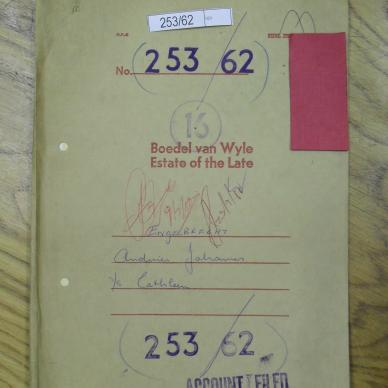 253/62
No. 253/62
16
Boedel van Wyle
Estate of the Late
ENGELBRECHT
Andries Johannes
Cathleen
253/62
ACCOUNT FILED